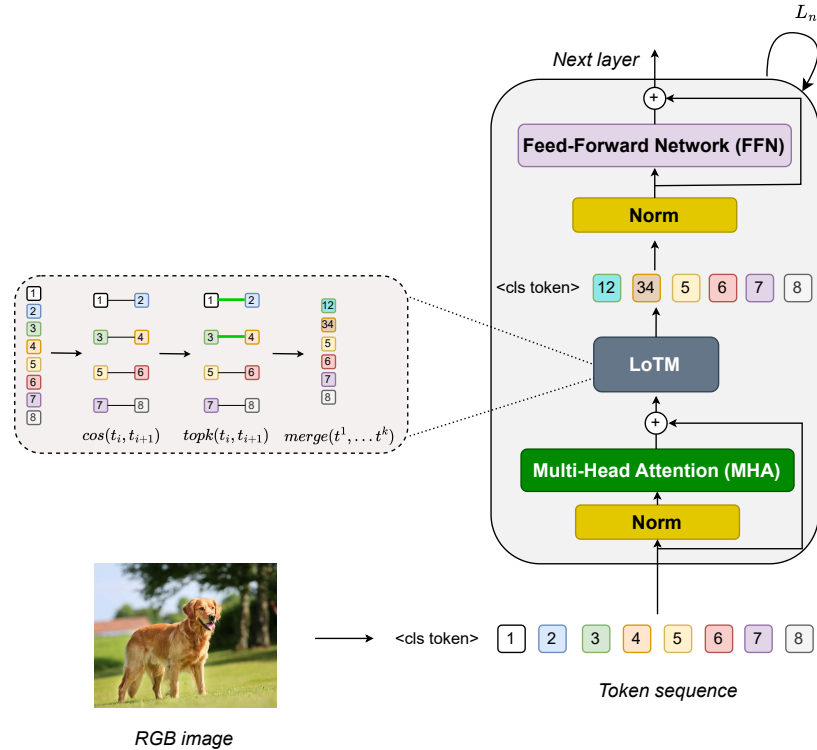 L_n
Next layer
+
Feed-Forward Network (FFN)
Norm
<cls token> 12 34 5 6 7 8
LoTM
+
Multi-Head Attention (MHA)
Norm
1
2
3
4
5
6
7
8
1 2
3 4
5 6
7 8
cos(t_i, t_{i+1})
1 2
3 4
5 6
7 8
topk(t_i, t_{i+1})
12
34
5
6
7
8
merge(t^1, ... t^k)
<cls token> 1 2 3 4 5 6 7 8
Token sequence
RGB image